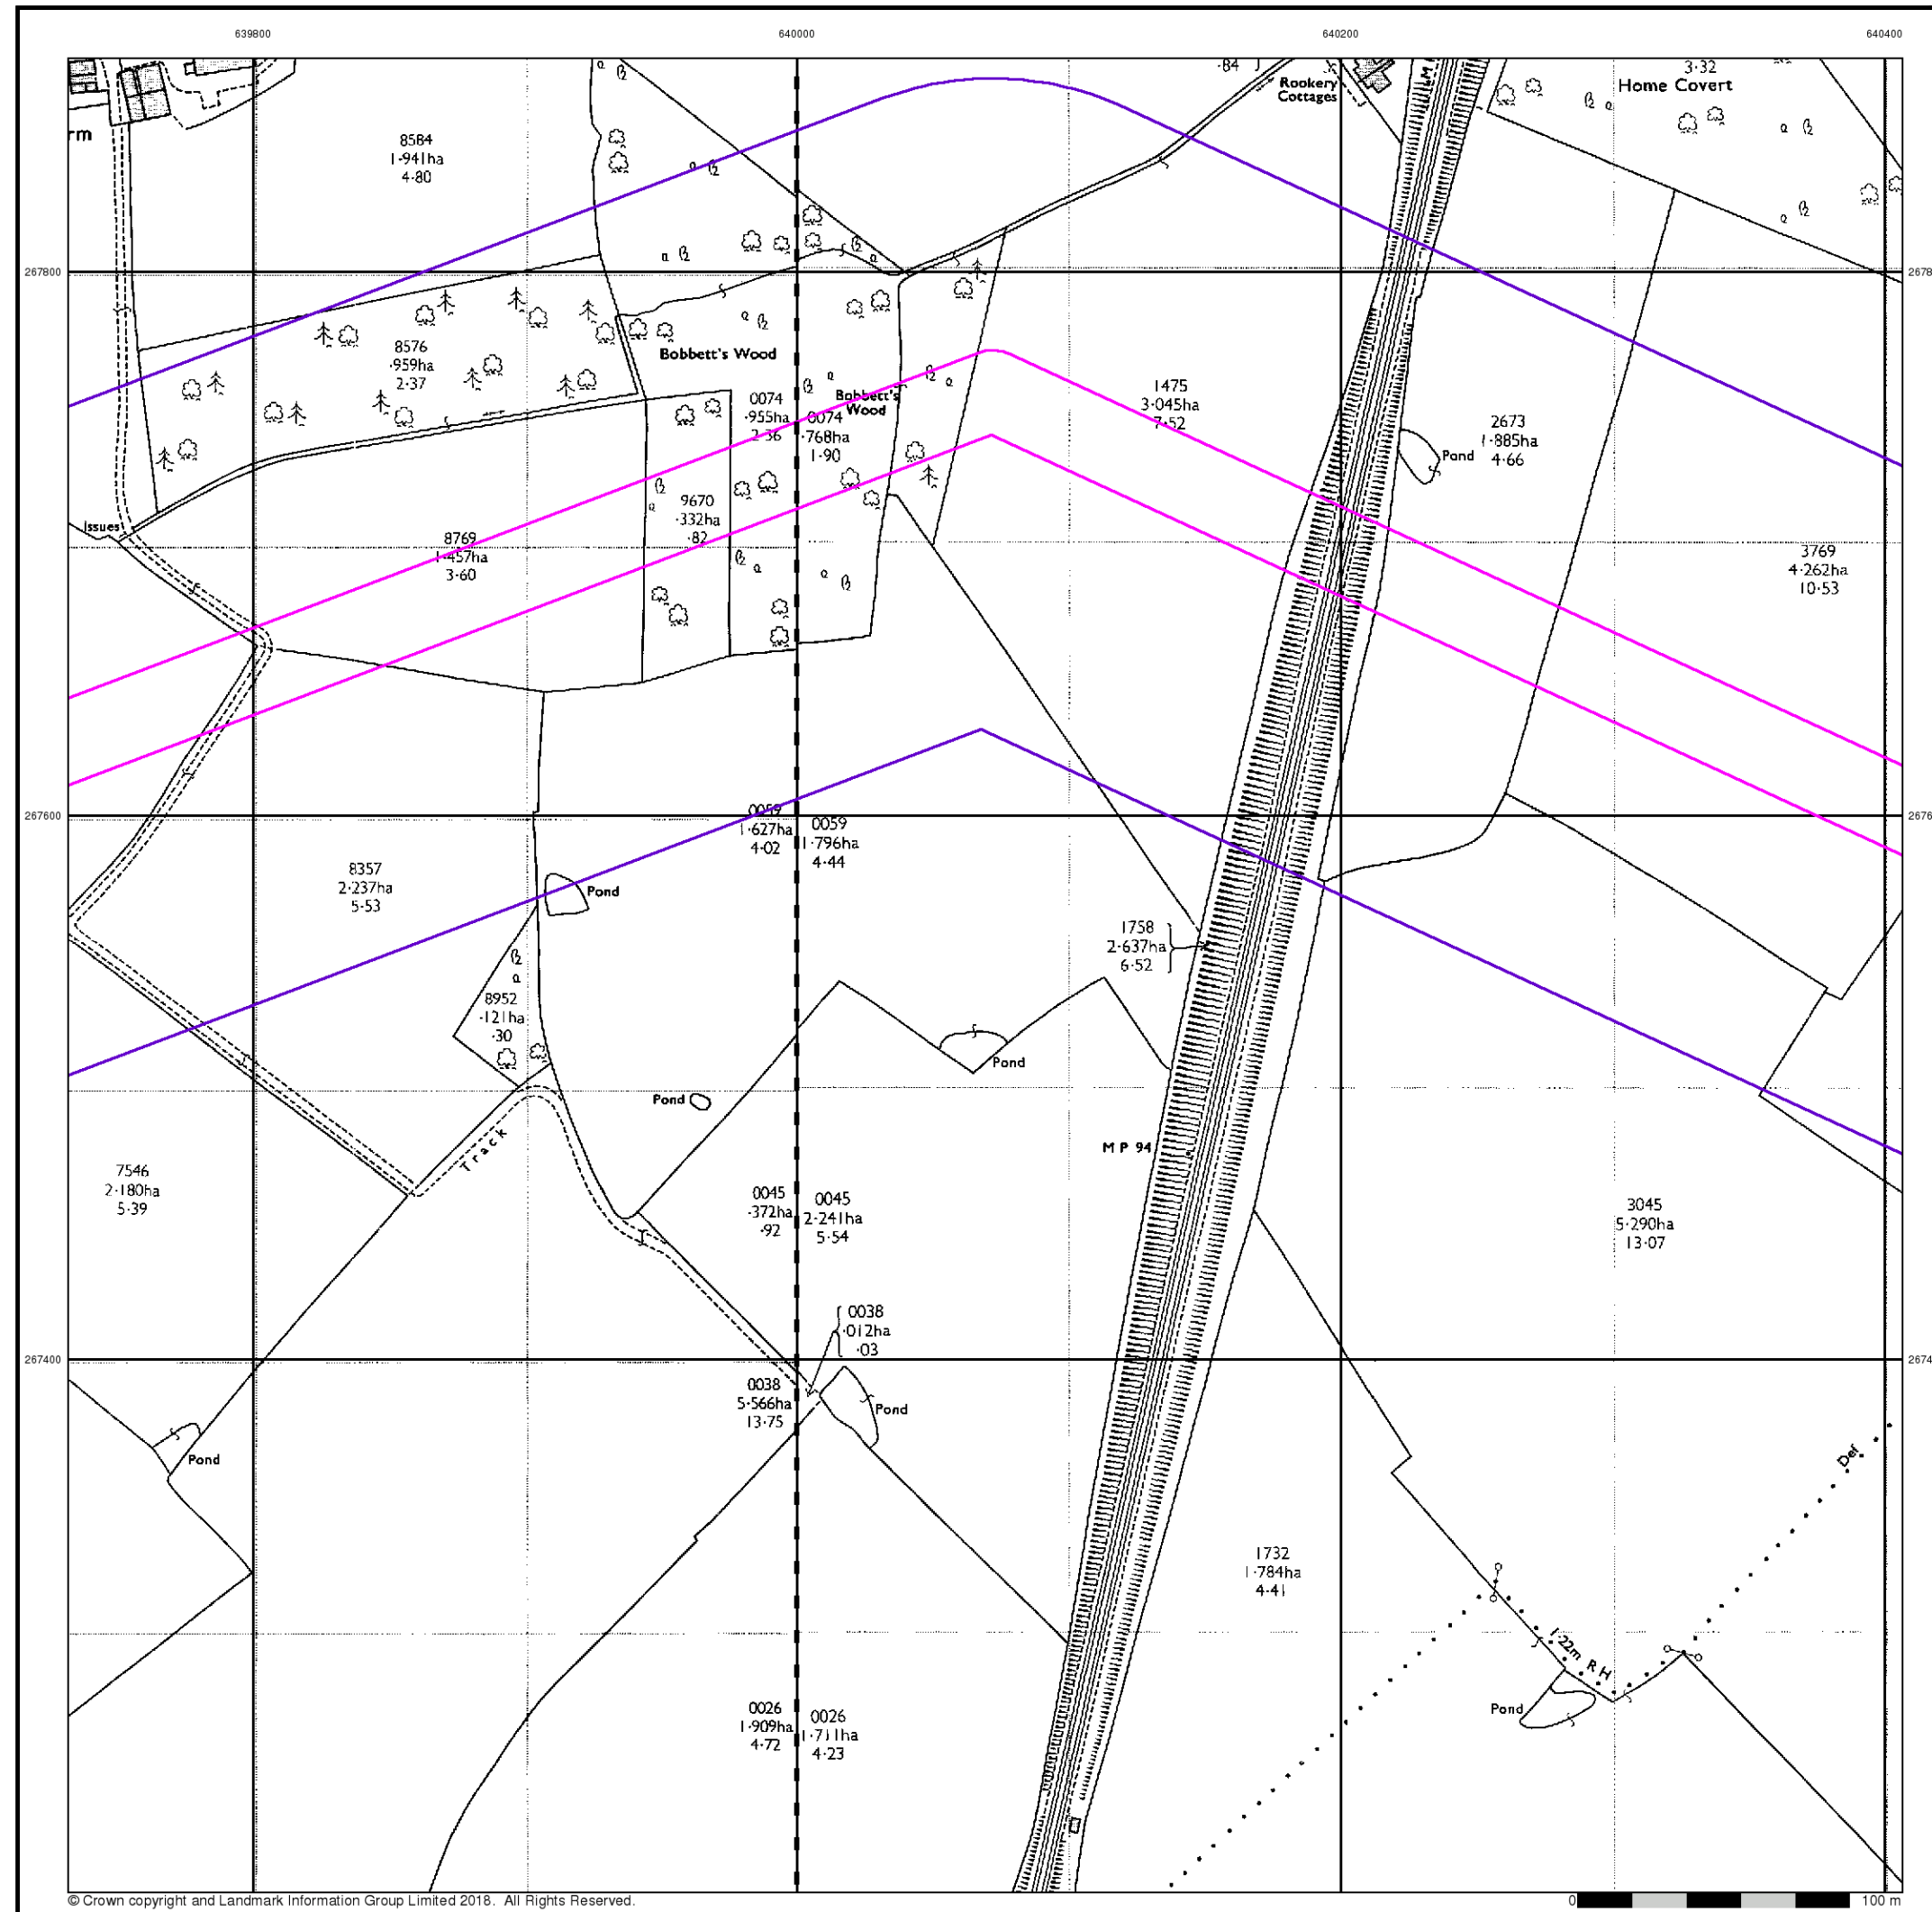 639800
640000
640200
640400
·84
Rookery
Cottages
M
3·32
Home Covert
rm
8584
1·941ha
4·80
267800
2678
8576
·959ha
2·37
Bobbett's Wood
0074
·955ha
2·36
Bobbett's
Wood
0074
·768ha
1·90
1475
3·045ha
7·52
2673
1·885ha
4·66
Pond
Issues
8769
1·457ha
3·60
9670
·332ha
·82
3769
4·262ha
10·53
267600
2676
0059
1·627ha
4·02
0059
1·796ha
4·44
8357
2·237ha
5·53
Pond
1758
2·637ha
6·52
8952
·121ha
·30
Pond
Pond
Track
M P 94
7546
2·180ha
5·39
0045
·372ha
·92
0045
2·241ha
5·54
3045
5·290ha
13·07
0038
·012ha
·03
267400
2674
0038
5·566ha
13·75
Pond
Pond
Def
1732
1·784ha
4·41
1·22m R H
Pond
0026
1·909ha
4·72
0026
1·711ha
4·23
© Crown copyright and Landmark Information Group Limited 2018. All Rights Reserved.
0
100 m